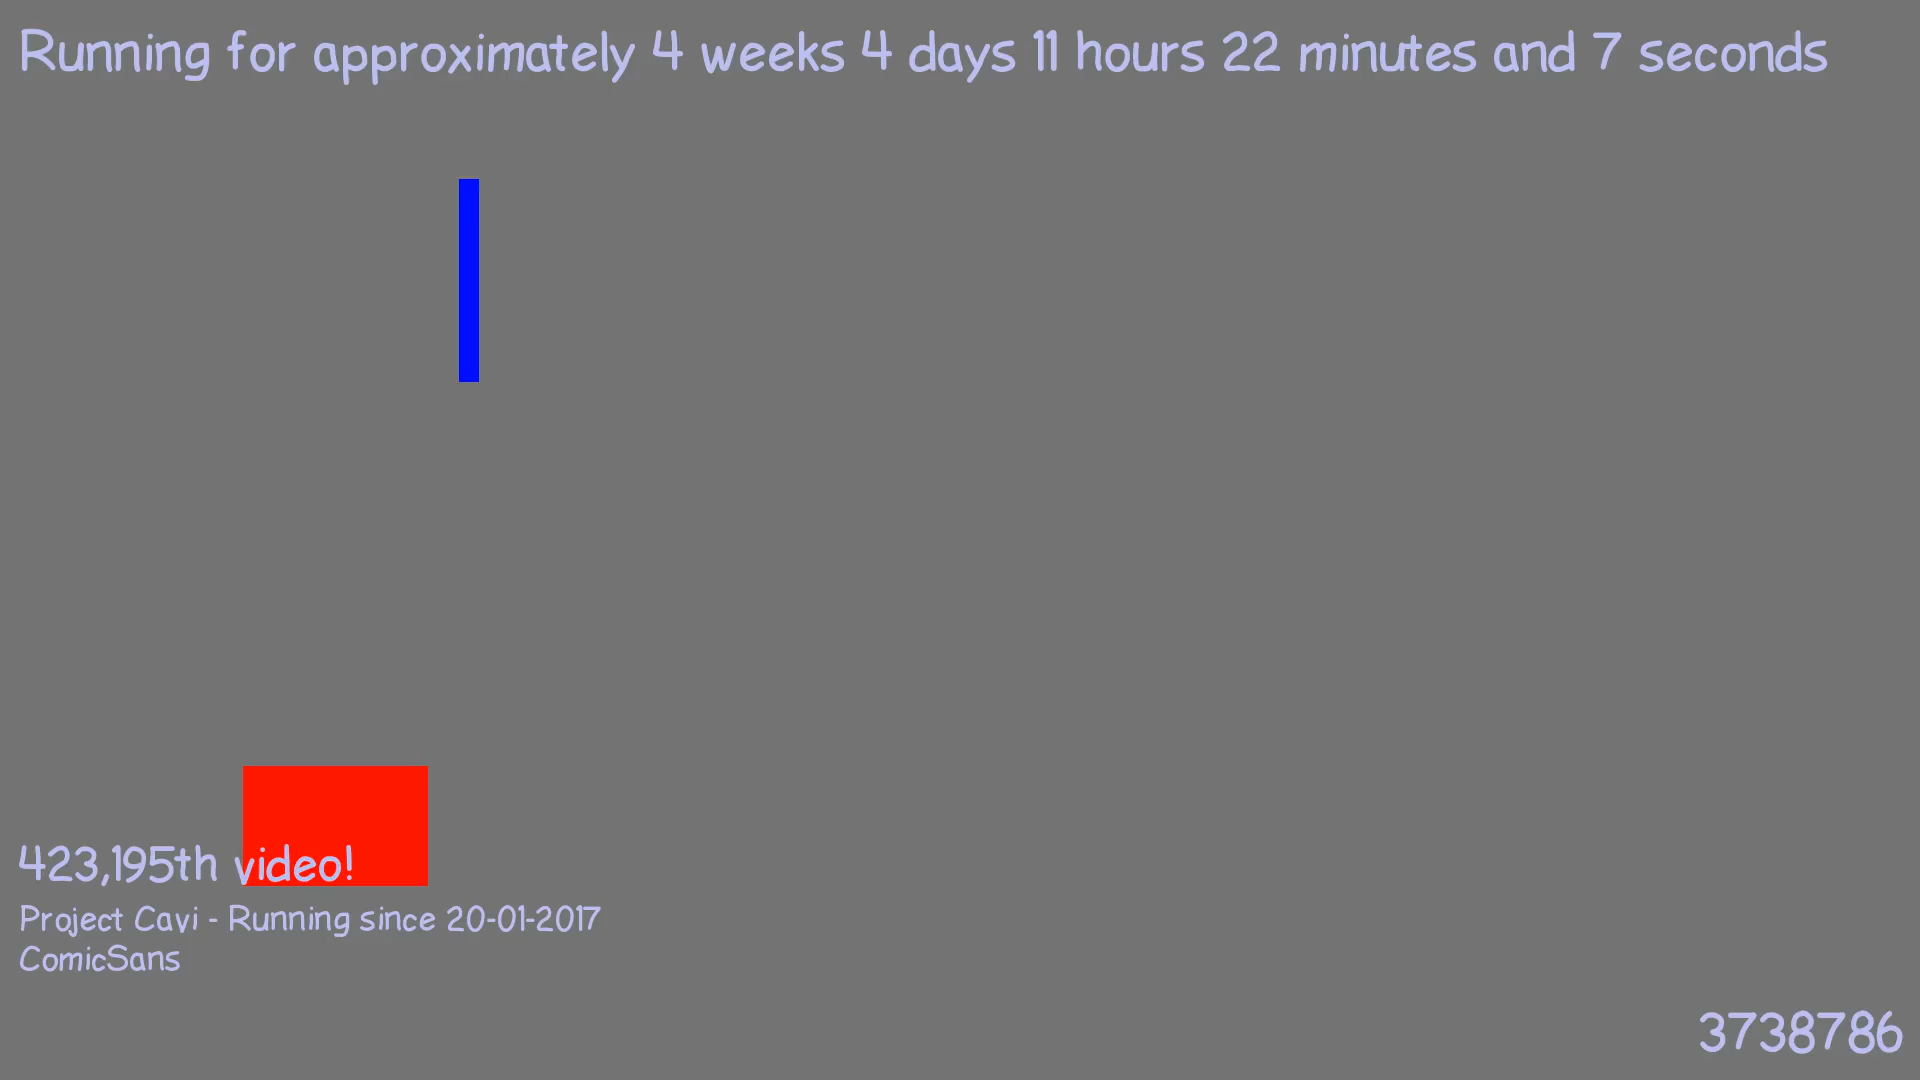 Running for approximately 4 weeks 4 days 11 hours 22 minutes and 7 seconds
423,195th video!
Project Cavi - Running since 20-01-2017
ComicSans
3738786